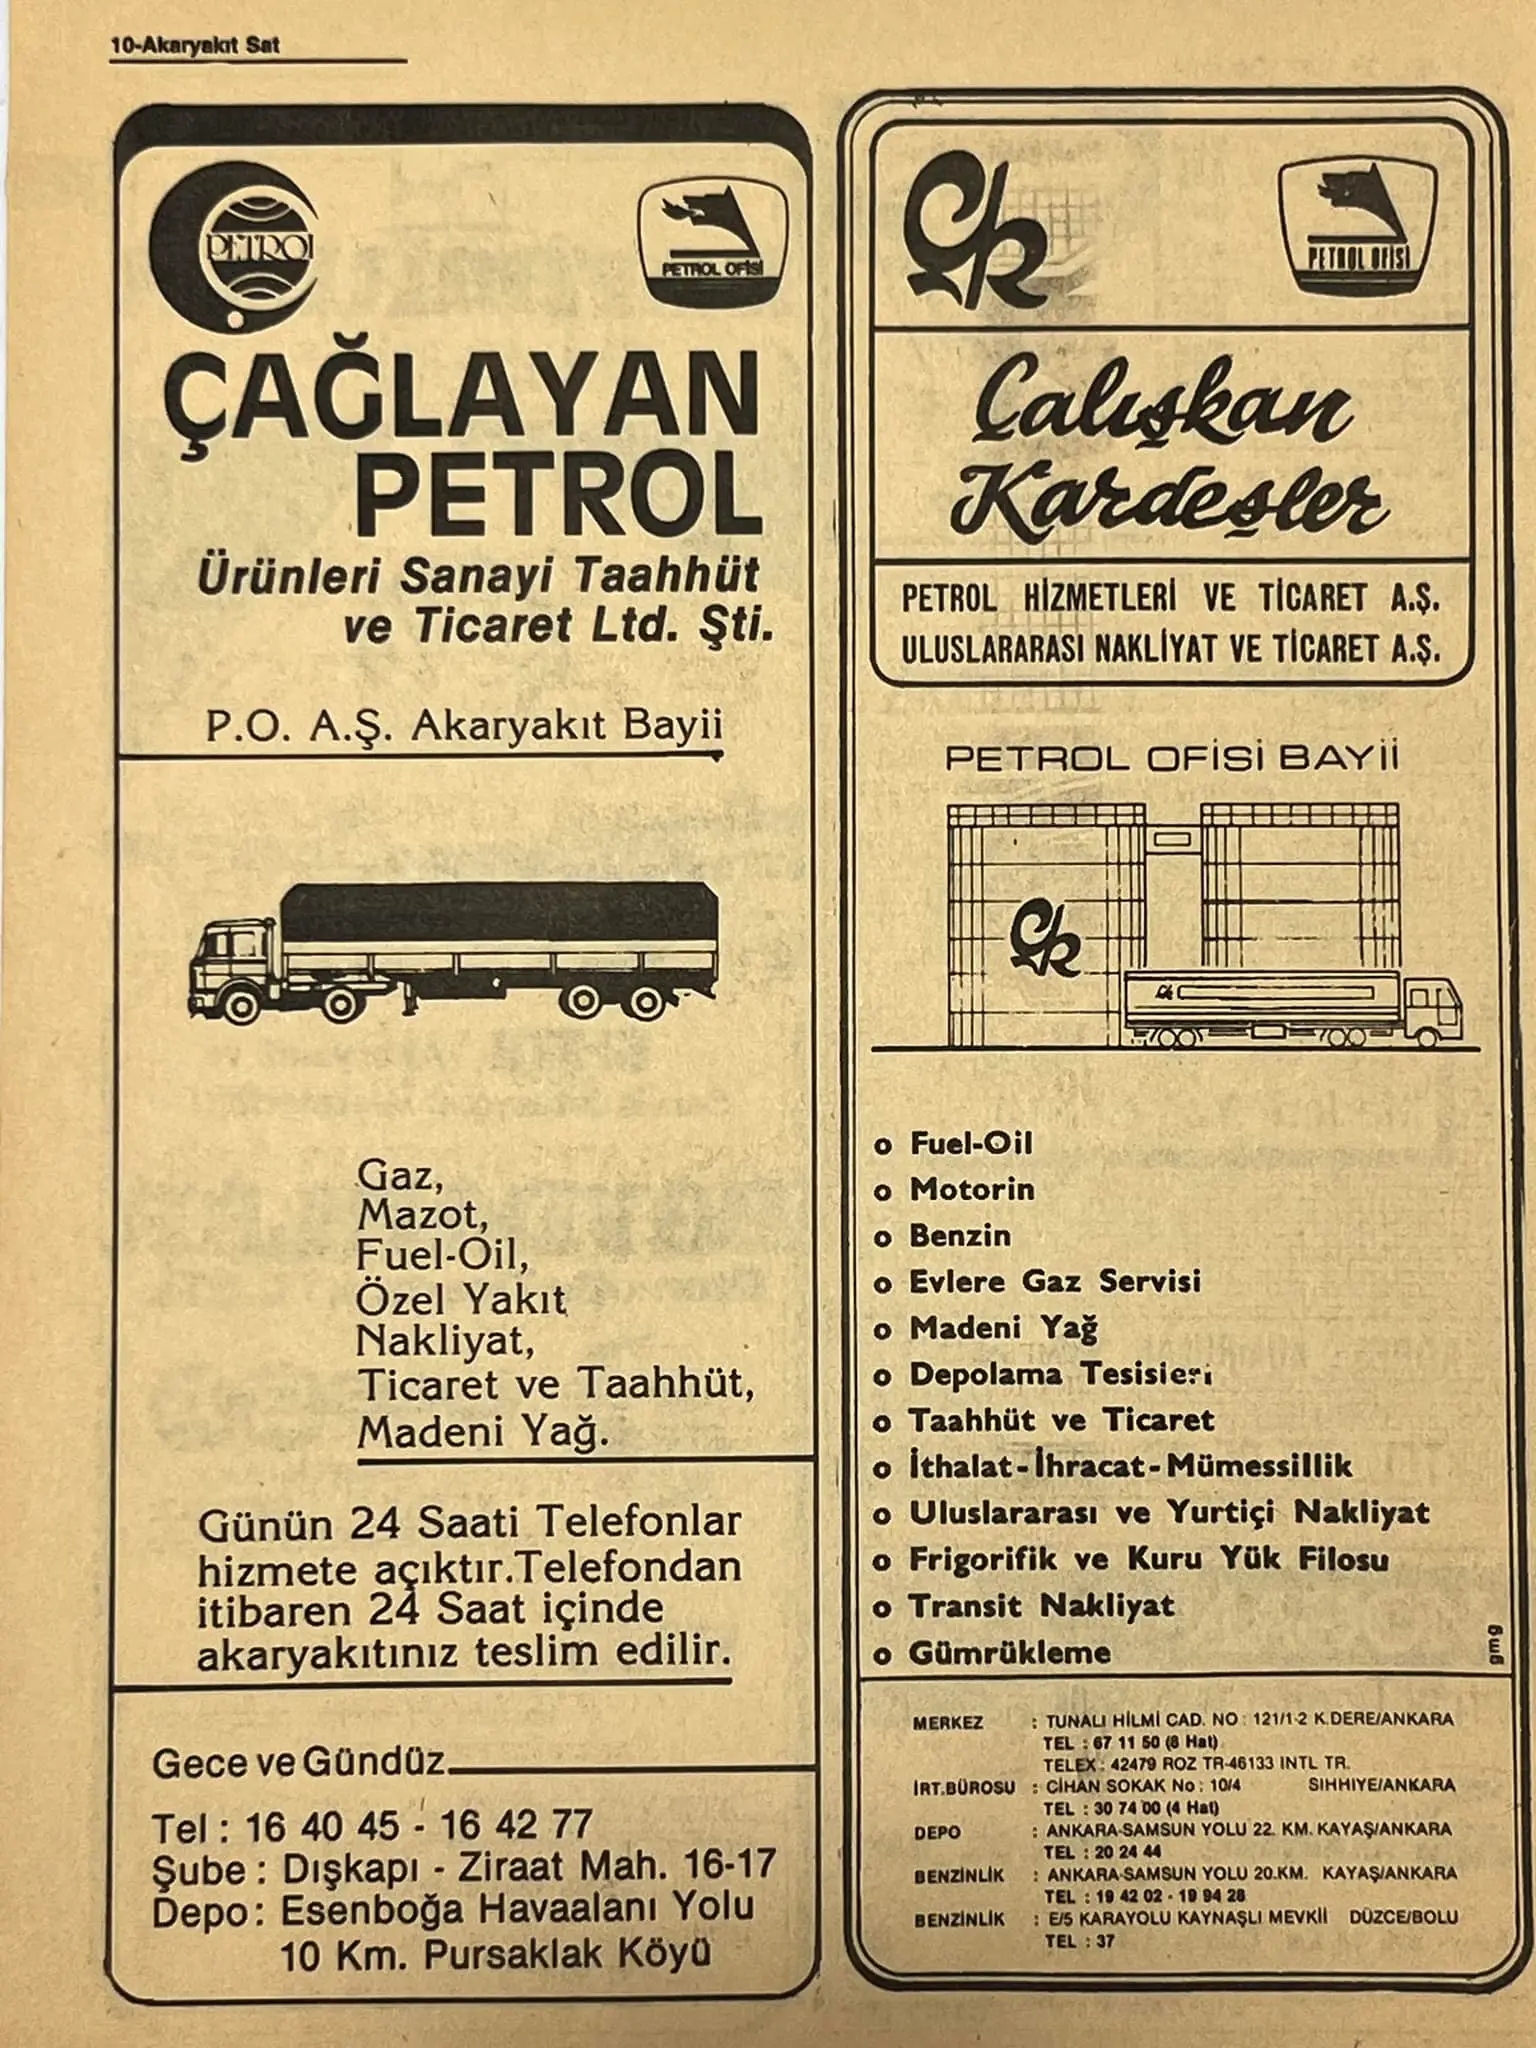 10-Akaryakıt Sat
PETROL
PETROL OFİSİ
ÇAĞLAYAN
PETROL
Ürünleri Sanayi Taahhüt
ve Ticaret Ltd. Şti.
P.O. A.Ş. Akaryakıt Bayii
Gaz,
Mazot,
Fuel-Oil,
Özel Yakıt
Nakliyat,
Ticaret ve Taahhüt,
Madeni Yağ.
Günün 24 Saati Telefonlar
hizmete açıktır.Telefondan
itibaren 24 Saat içinde
akaryakıtınız teslim edilir.
Gece ve Gündüz
Tel : 16 40 45 - 16 42 77
Şube : Dışkapı - Ziraat Mah. 16-17
Depo : Esenboğa Havaalanı Yolu
10 Km. Pursaklak Köyü
ÇK
PETROL OFİSİ
Çalışkan
Kardeşler
PETROL HİZMETLERİ VE TİCARET A.Ş.
ULUSLARARASI NAKLİYAT VE TİCARET A.Ş.
PETROL OFİSİ BAYİİ
ÇK
ÇK
o Fuel-Oil
o Motorin
o Benzin
o Evlere Gaz Servisi
o Madeni Yağ
o Depolama Tesisleri
o Taahhüt ve Ticaret
o İthalat-İhracat-Mümessillik
o Uluslararası ve Yurtiçi Nakliyat
o Frigorifik ve Kuru Yük Filosu
o Transit Nakliyat
o Gümrükleme
gmg
MERKEZ : TUNALI HİLMİ CAD. NO : 121/1-2 K.DERE/ANKARA
TEL : 67 11 50 (8 Hat)
TELEX : 42479 ROZ TR-46133 INTL TR.
İRT.BÜROSU : CİHAN SOKAK No : 10/4 SIHHIYE/ANKARA
TEL : 30 74 00 (4 Hat)
DEPO : ANKARA-SAMSUN YOLU 22. KM. KAYAŞ/ANKARA
TEL : 20 24 44
BENZİNLİK : ANKARA-SAMSUN YOLU 20.KM. KAYAŞ/ANKARA
TEL : 19 42 02 - 19 94 28
BENZİNLİK : E/5 KARAYOLU KAYNAŞLI MEVKİİ DÜZCE/BOLU
TEL : 37